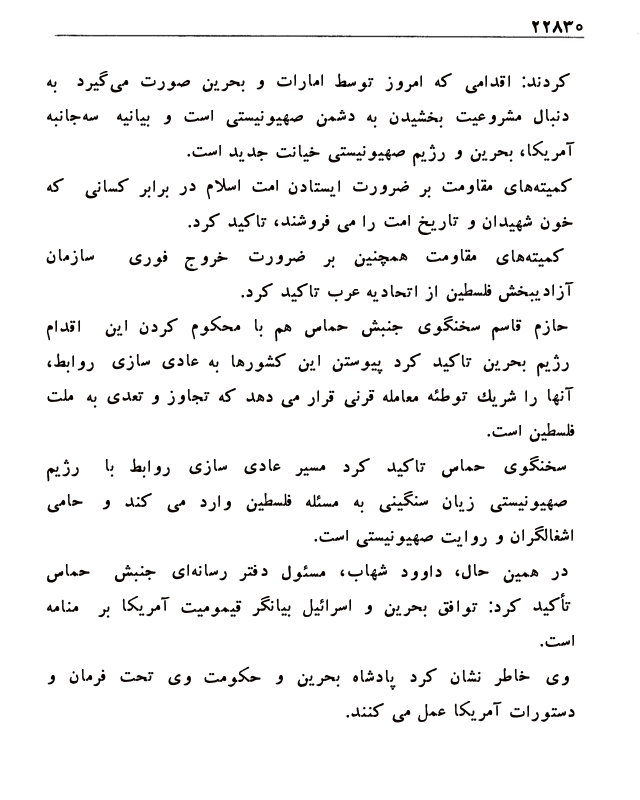 ۲۲۸۳۰
کردند: اقدامی که امروز توسط امارات و بحرین صورت می‌گیرد به
دنبال مشروعیت بخشیدن به دشمن صهیونیستی است و بیانیه سه‌جانبه
آمریکا، بحرین و رژیم صهیونیستی خیانت جدید است.
کمیته‌های مقاومت بر ضرورت ایستادن امت اسلام در برابر کسانی که
خون شهیدان و تاریخ امت را می فروشند، تاکید کرد.
کمیته‌های مقاومت همچنین بر ضرورت خروج فوری سازمان
آزادیبخش فلسطین از اتحادیه عرب تاکید کرد.
حازم قاسم سخنگوی جنبش حماس هم با محکوم کردن این اقدام
رژیم بحرین تاکید کرد پیوستن این کشورها به عادی سازی روابط،
آنها را شریك توطئه معامله قرنی قرار می دهد که تجاوز و تعدی به ملت
فلسطین است.
سخنگوی حماس تاکید کرد مسیر عادی سازی روابط با رژیم
صهیونیستی زیان سنگینی به مسئله فلسطین وارد می کند و حامی
اشغالگران و روایت صهیونیستی است.
در همین حال، داوود شهاب، مسئول دفتر رسانه‌ای جنبش حماس
تأکید کرد: توافق بحرین و اسرائیل بیانگر قیمومیت آمریکا بر منامه
است.
وی خاطر نشان کرد پادشاه بحرین و حکومت وی تحت فرمان و
دستورات آمریکا عمل می کنند.